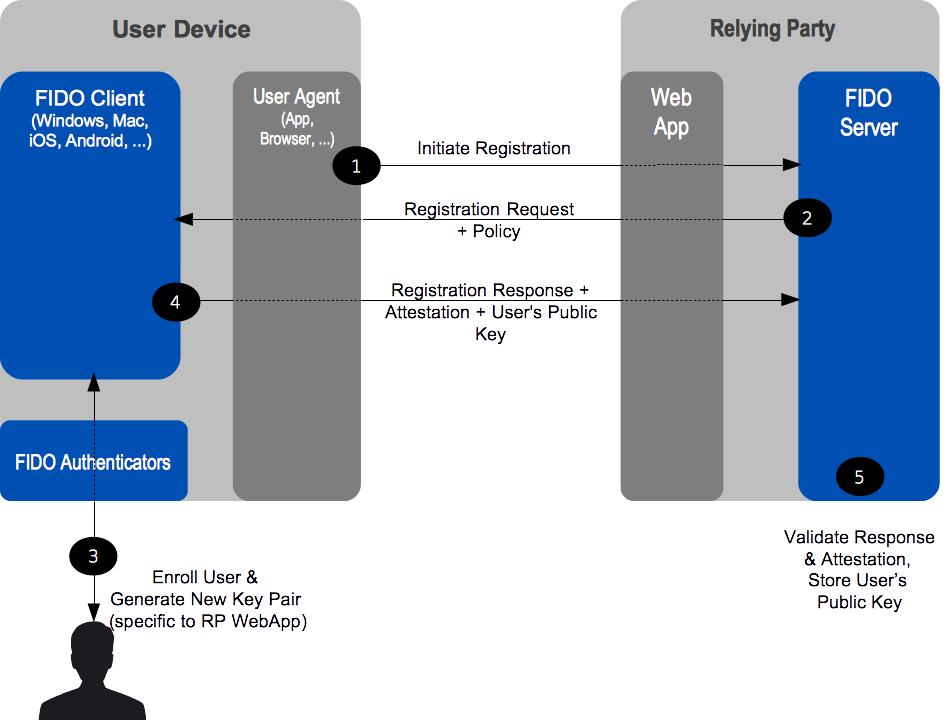 User Device
Relying Party
FIDO Client
(Windows, Mac,
iOS, Android, ...)
User Agent
(App,
Browser, ...)
Web
App
FIDO
Server
1
Initiate Registration
Registration Request
+ Policy
2
4
Registration Response +
Attestation + User's Public
Key
FIDO Authenticators
5
3
Enroll User &
Generate New Key Pair
(specific to RP WebApp)
Validate Response
& Attestation,
Store User’s
Public Key